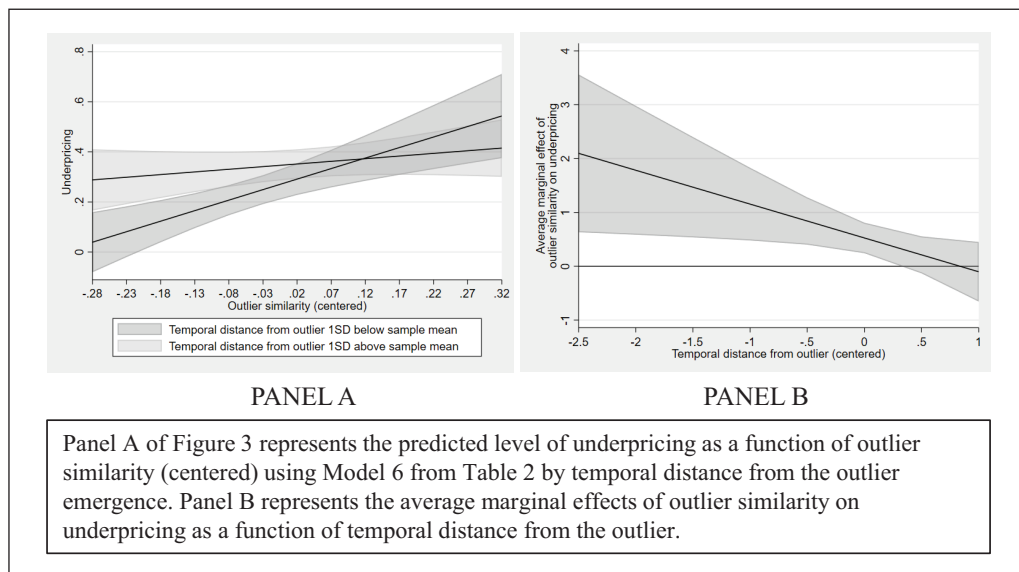 .8
.6
.4
.2
0
Underpricing
-.28 -.23 -.18 -.13 -.08 -.03 .02 .07 .12 .17 .22 .27 .32
Outlier similarity (centered)
Temporal distance from outlier 1SD below sample mean
Temporal distance from outlier 1SD above sample mean
4
3
2
1
0
-1
Average marginal effect of
outlier similarity on underpricing
-2.5 -2 -1.5 -1 -.5 0 .5 1
Temporal distance from outlier (centered)
PANEL A
PANEL B
Panel A of Figure 3 represents the predicted level of underpricing as a function of outlier
similarity (centered) using Model 6 from Table 2 by temporal distance from the outlier
emergence. Panel B represents the average marginal effects of outlier similarity on
underpricing as a function of temporal distance from the outlier.